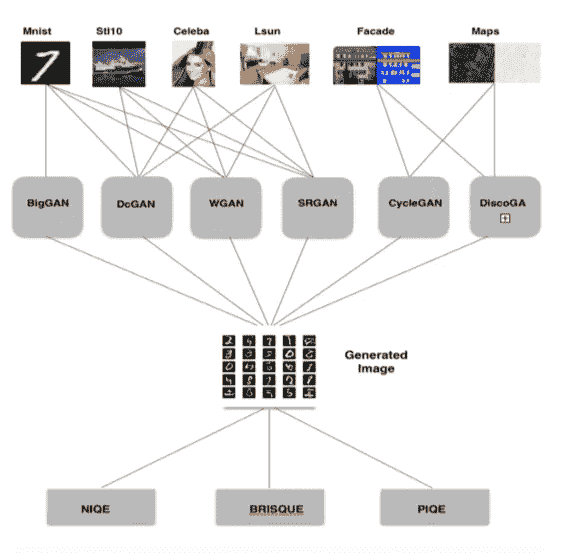 Mnist Stl10 Celeba Lsun Facade Maps
BigGAN DcGAN WGAN SRGAN CycleGAN DiscoGA
Generated
Image
NIQE BRISQUE PIQE